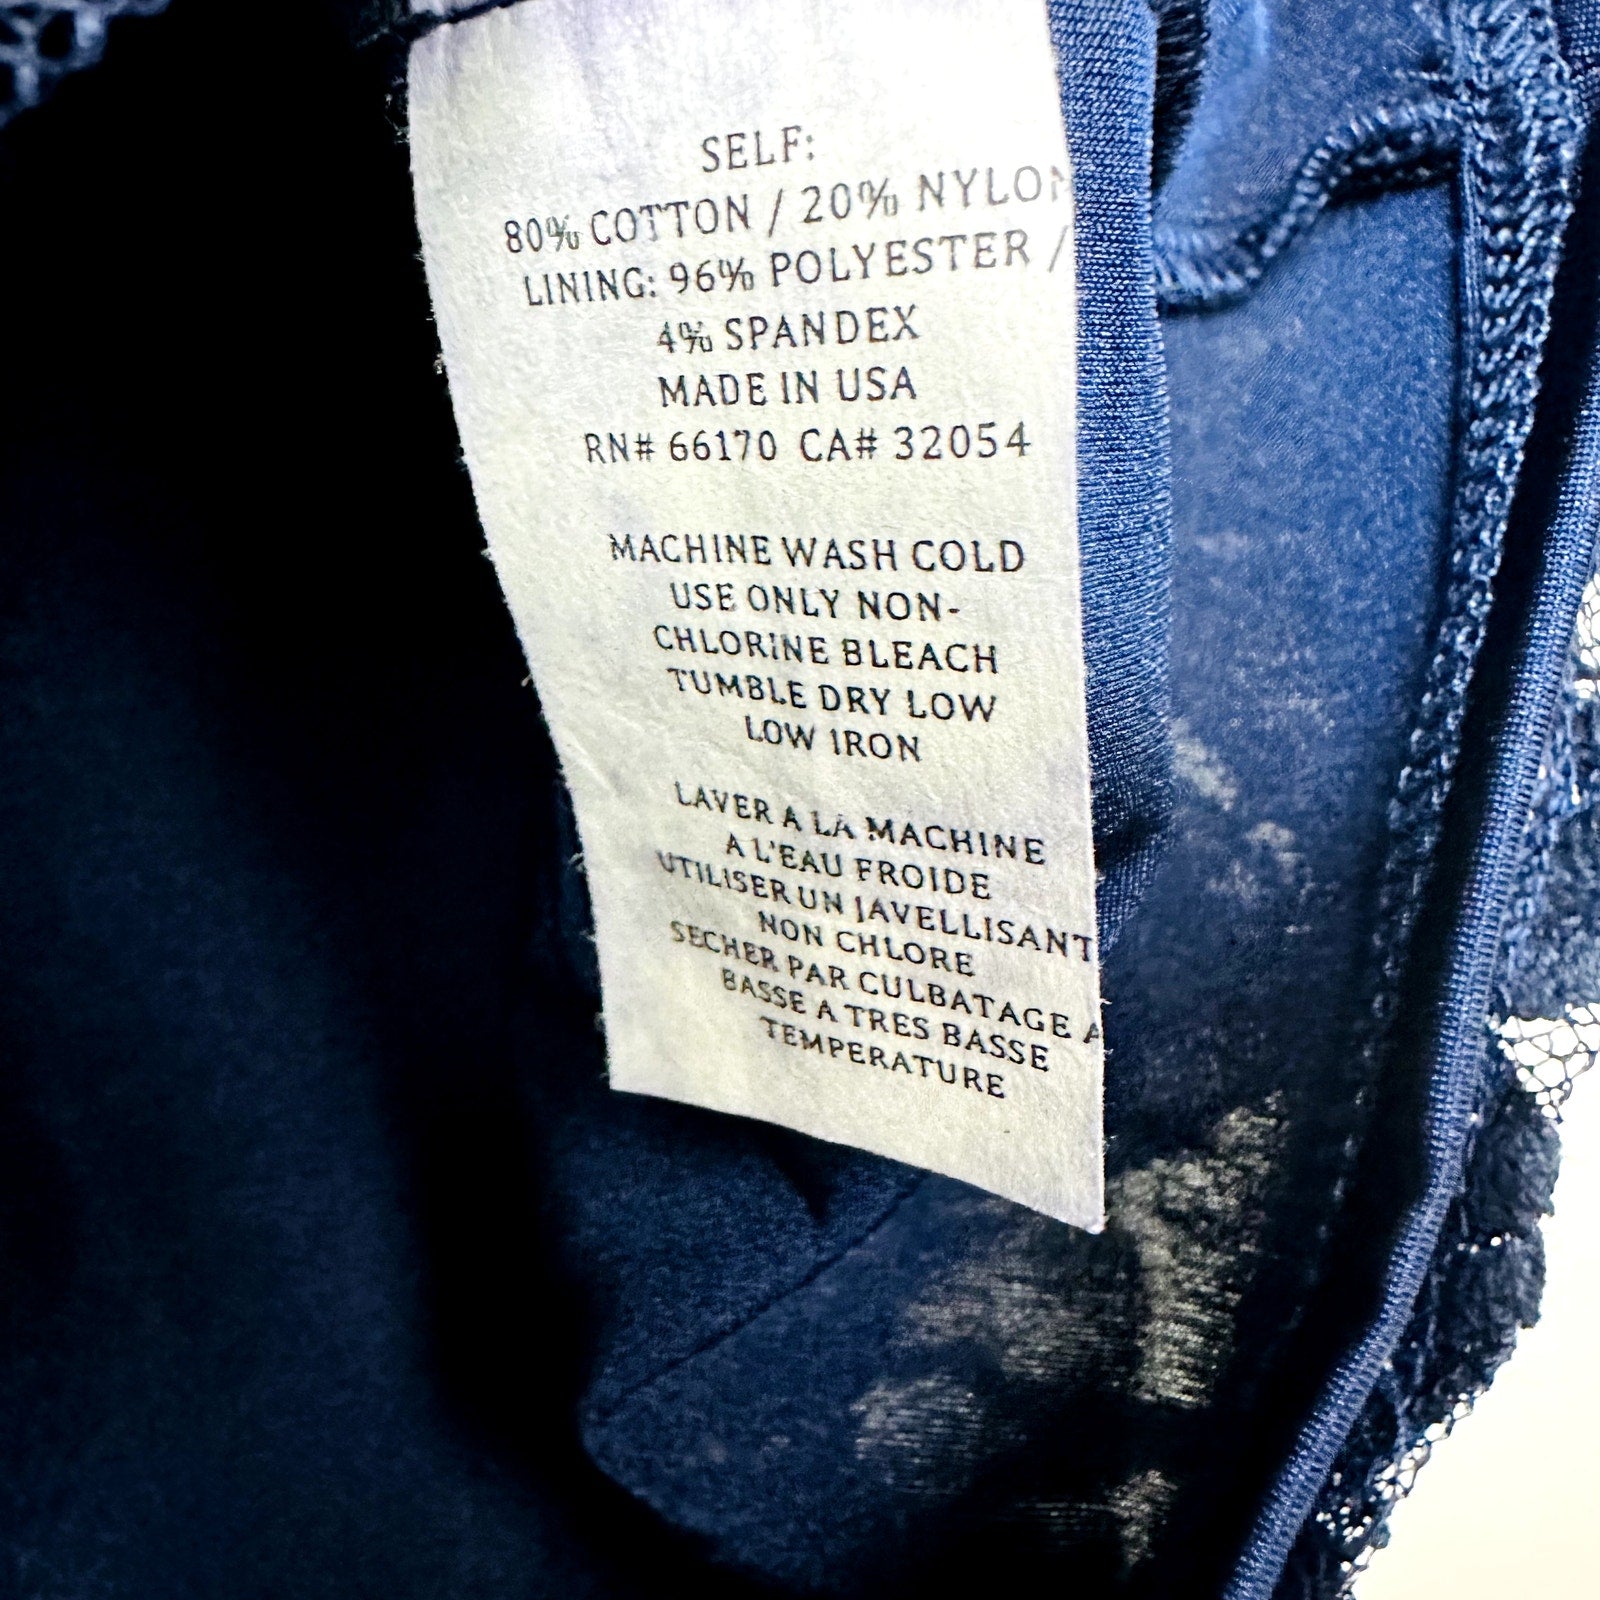 SELF:
80% COTTON / 20% NYLON
LINING: 96% POLYESTER /
4% SPANDEX
MADE IN USA
RN# 66170 CA# 32054
MACHINE WASH COLD
USE ONLY NON-
CHLORINE BLEACH
TUMBLE DRY LOW
LOW IRON
LAVER A LA MACHINE
A L'EAU FROIDE
UTILISER UN JAVELLISANT
NON CHLORE
SECHER PAR CULBATAGE A
BASSE A TRES BASSE
TEMPERATURE